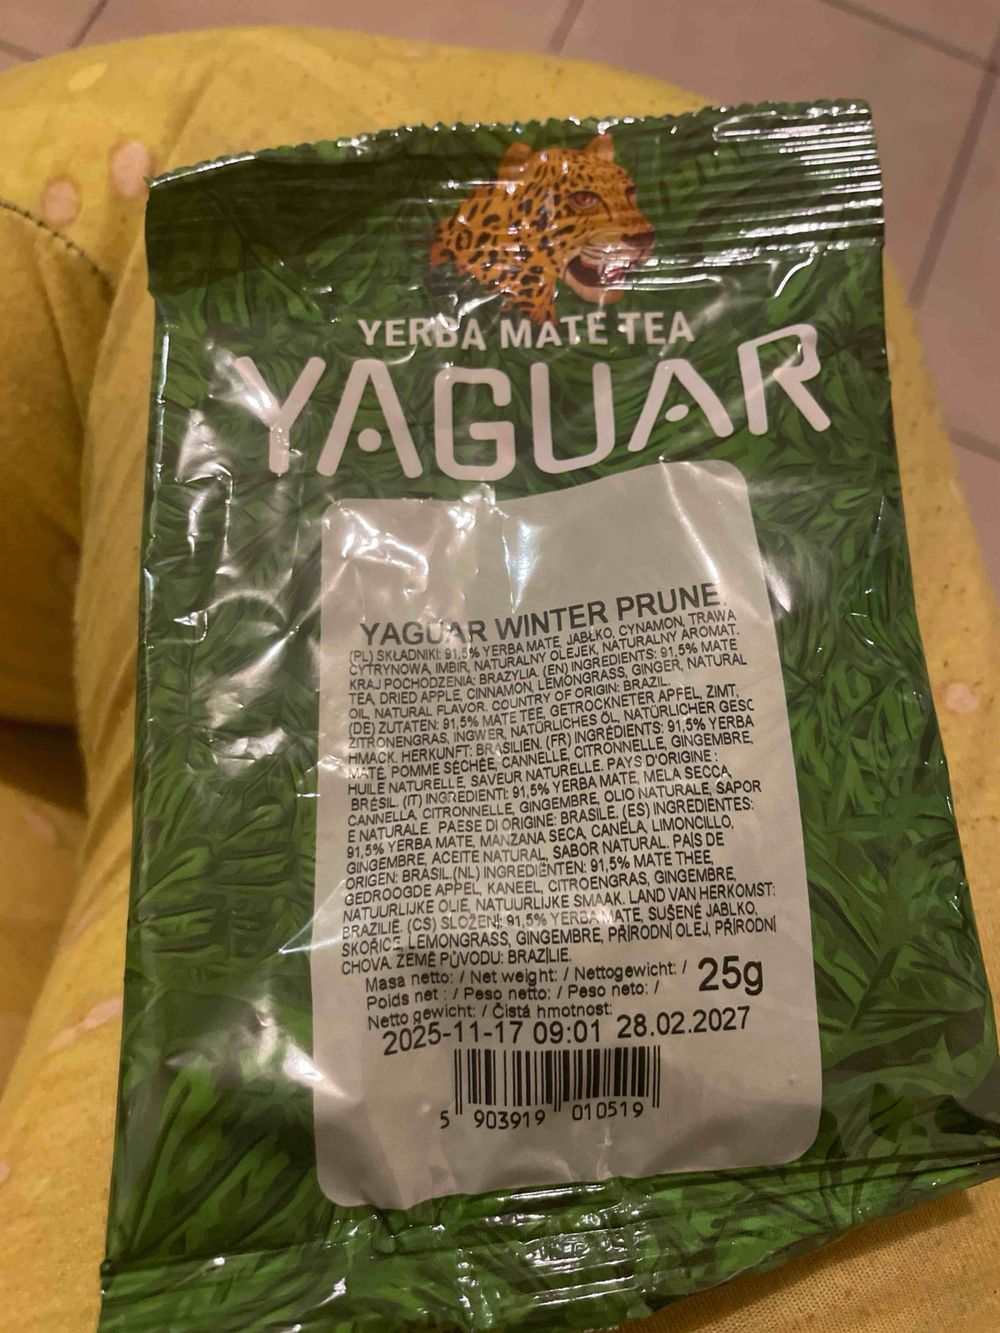 YERBA MATE TEA
YAGUAR
YAGUAR WINTER PRUNE
(PL) SKŁADNIKI: 91,5% YERBA MATE, JABŁKO, CYNAMON, TRAWA
CYTRYNOWA, IMBIR, NATURALNY OLEJEK, NATURALNY AROMAT.
KRAJ POCHODZENIA: BRAZYLIA. (EN) INGREDIENTS: 91,5% MATE
TEA, DRIED APPLE, CINNAMON, LEMONGRASS, GINGER, NATURAL
OIL, NATURAL FLAVOR. COUNTRY OF ORIGIN: BRAZIL.
(DE) ZUTATEN: 91,5% MATE TEE, GETROCKNETER APFEL, ZIMT,
ZITRONENGRAS, INGWER, NATÜRLICHES ÖL, NATÜRLICHER GESC
HMACK. HERKUNFT: BRASILIEN. (FR) INGRÉDIENTS: 91,5% YERBA
MATÉ, POMME SÉCHÉE, CANNELLE, CITRONNELLE, GINGEMBRE,
HUILE NATURELLE, SAVEUR NATURELLE. PAYS D'ORIGINE :
BRÉSIL. (IT) INGREDIENTI: 91,5% YERBA MATE, MELA SECCA,
CANNELLA, CITRONNELLE, GINGEMBRE, OLIO NATURALE, SAPOR
E NATURALE. PAESE DI ORIGINE: BRASILE. (ES) INGREDIENTES:
91,5% YERBA MATE, MANZANA SECA, CANELA, LIMONCILLO,
GINGEMBRE, ACEITE NATURAL, SABOR NATURAL. PAÍS DE
ORIGEN: BRASIL.(NL) INGREDIËNTEN: 91,5% MATE THEE,
GEDROOGDE APPEL, KANEEL, CITROENGRAS, GINGEMBRE,
NATUURLIJKE OLIE, NATUURLIJKE SMAAK. LAND VAN HERKOMST:
BRAZILIË. (CS) SLOŽENÍ: 91,5% YERBA MATE, SUŠENÉ JABLKO,
SKOŘICE, LEMONGRASS, GINGEMBRE, PŘÍRODNÍ OLEJ, PŘÍRODNÍ
CHOVA. ZEMĚ PŮVODU: BRAZÍLIE.
Masa netto: / Net weight: / Nettogewicht: /
Poids net : / Peso netto: / Peso neto: /
Netto gewicht: / Čistá hmotnost:
25g
2025-11-17 09:01 28.02.2027
5 903919 010519